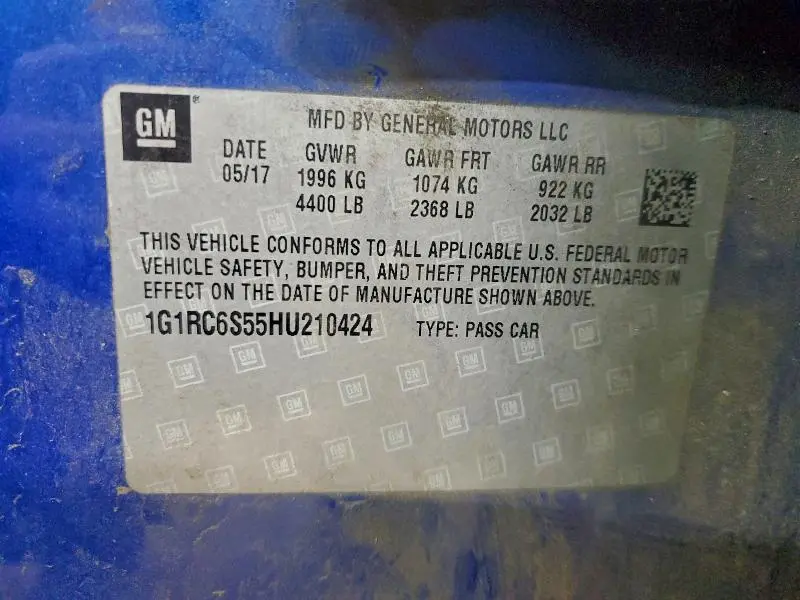 GM
MFD BY GENERAL MOTORS LLC
DATE GVWR GAWR FRT GAWR RR
05/17 1996 KG 1074 KG 922 KG
4400 LB 2368 LB 2032 LB
THIS VEHICLE CONFORMS TO ALL APPLICABLE U.S. FEDERAL MOTOR
VEHICLE SAFETY, BUMPER, AND THEFT PREVENTION STANDARDS IN
EFFECT ON THE DATE OF MANUFACTURE SHOWN ABOVE.
1G1RC6S55HU210424 TYPE: PASS CAR